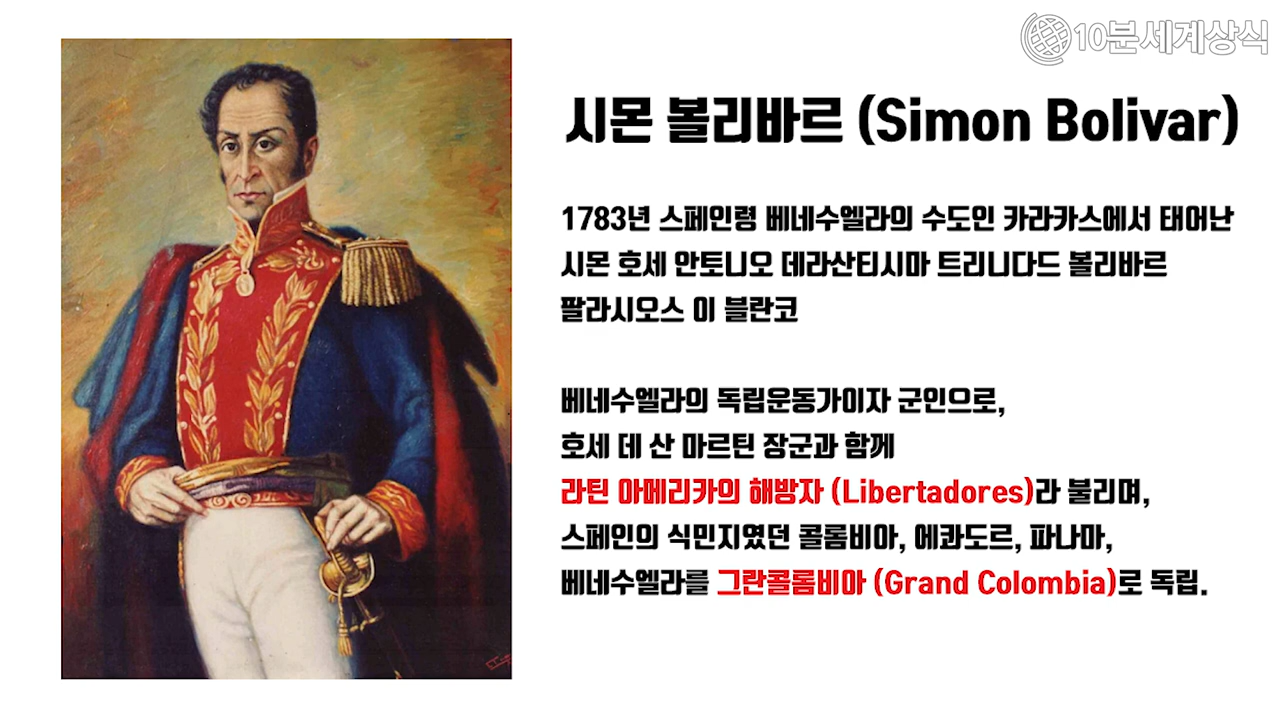 10분세계상식
시몬 볼리바르 (Simon Bolivar)
1783년 스페인령 베네수엘라의 수도인 카라카스에서 태어난
시몬 호세 안토니오 데라산티시마 트리니다드 볼리바르
팔라시오스 이 블란코
베네수엘라의 독립운동가이자 군인으로,
호세 데 산 마르틴 장군과 함께
라틴 아메리카의 해방자 (Libertadores)라 불리며,
스페인의 식민지였던 콜롬비아, 에콰도르, 파나마,
베네수엘라를 그란콜롬비아 (Grand Colombia)로 독립.